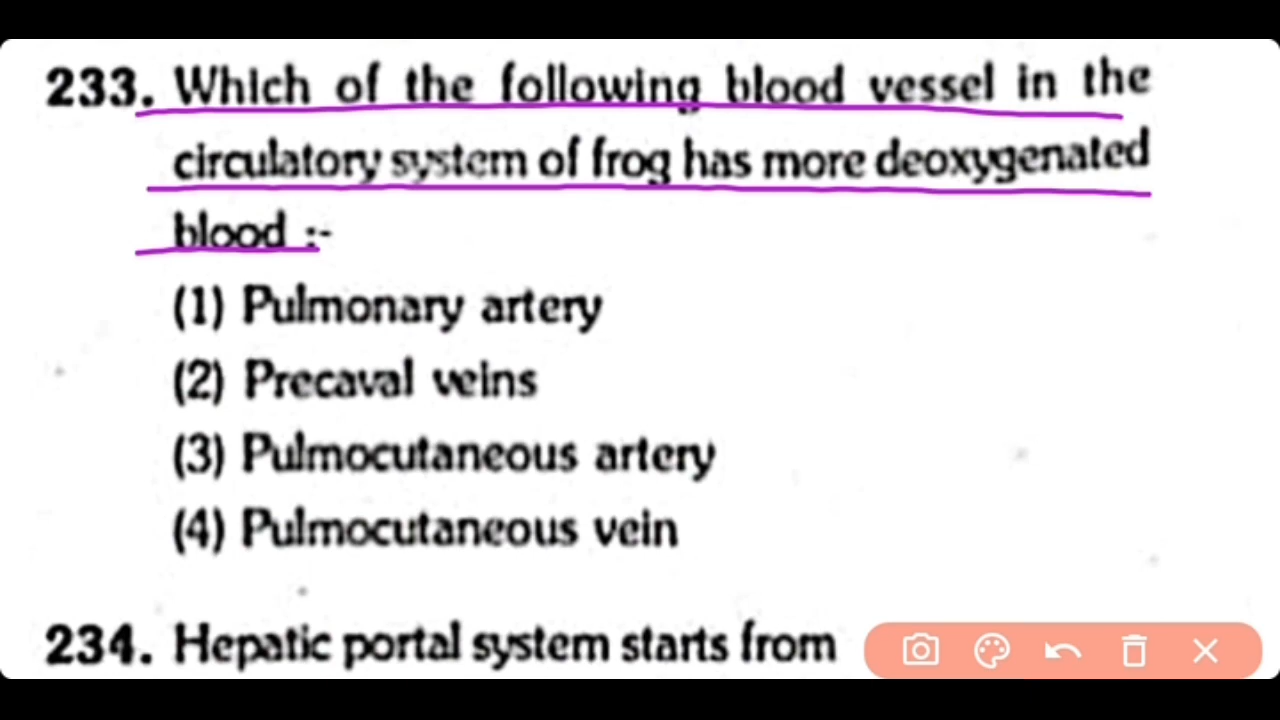 233. Which of the following blood vessel in the
circulatory system of frog has more deoxygenated
blood :-
(1) Pulmonary artery
(2) Precaval veins
(3) Pulmocutaneous artery
(4) Pulmocutaneous vein
234. Hepatic portal system starts from